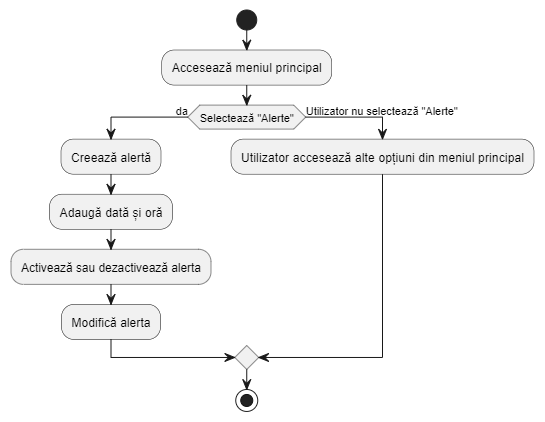 Accesează meniul principal
da
Selectează "Alerte"
Utilizator nu selectează "Alerte"
Creează alertă
Utilizator accesează alte opțiuni din meniul principal
Adaugă dată și oră
Activează sau dezactivează alerta
Modifică alerta